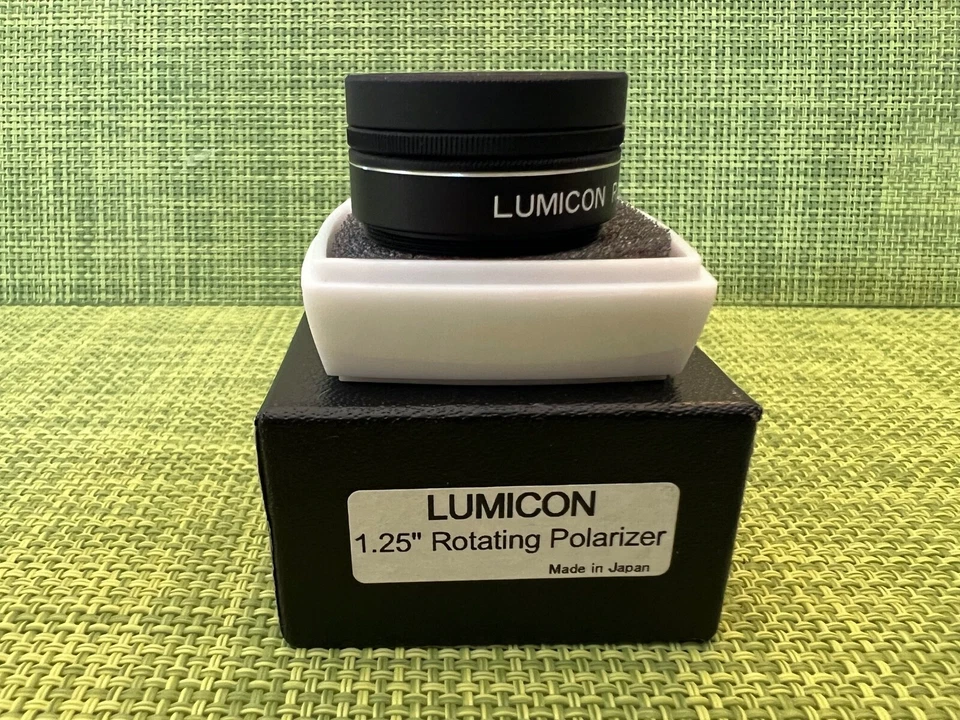 LUMICON
LUMICON
1.25" Rotating Polarizer
Made in Japan